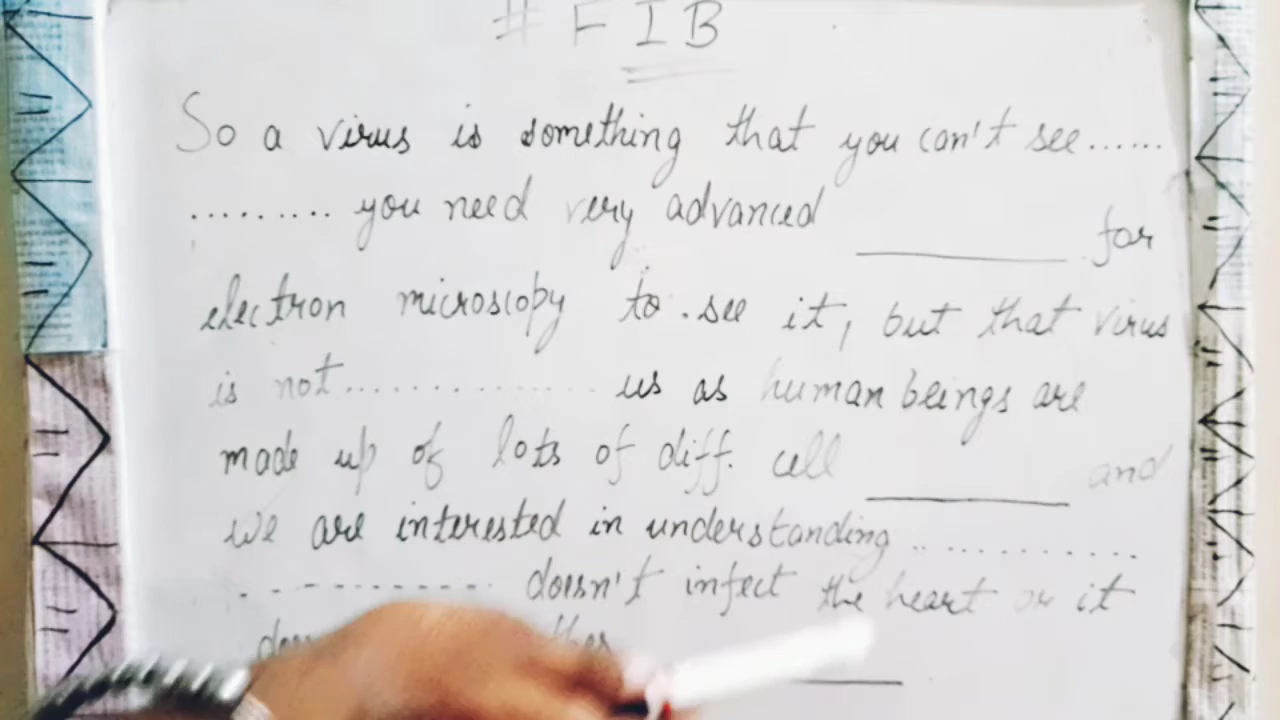 # FIB
So a virus is something that you can't see......
.......... you need very advanced ________ for
electron microscopy to see it, but that virus
is not............... us as human beings are
made up of lots of diff. cell ________ and
we are interested in understanding ............
.............. doesn't infect the heart or it